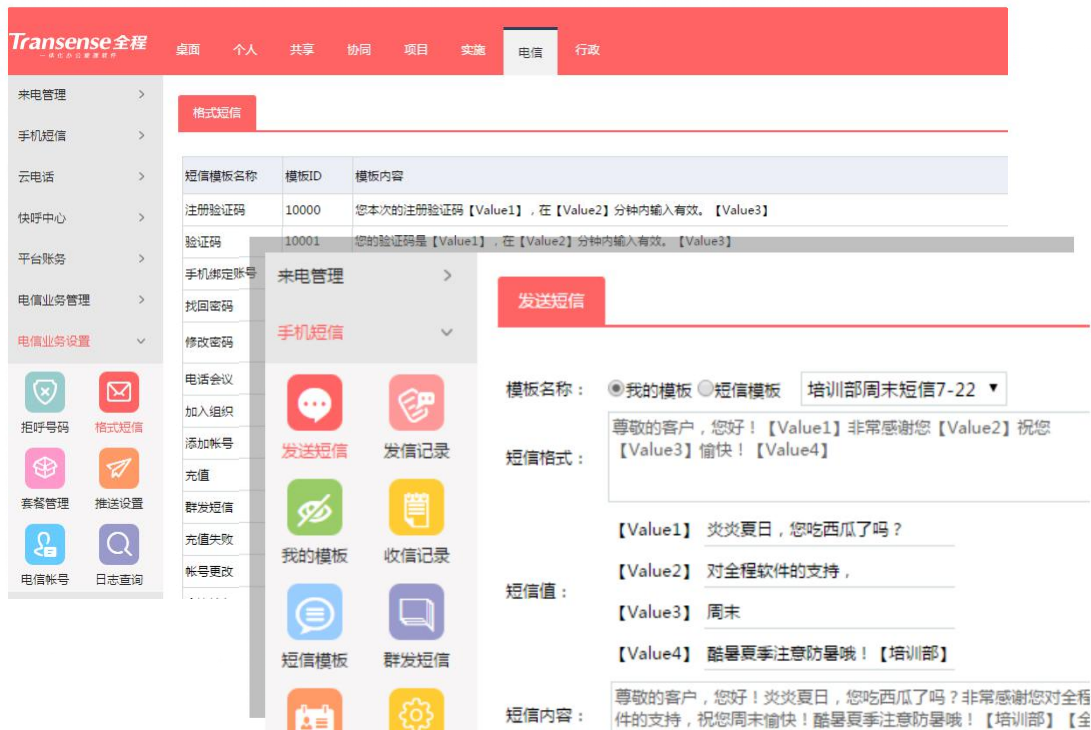 Transense全程
一体化办公管理软件
桌面 个人 共享 协同 项目 实施 电信 行政
来电管理
手机短信
云电话
快呼中心
平台账务
电信业务管理
电信业务设置
拒呼号码 格式短信
套餐管理 推送设置
电信帐号 日志查询
格式短信
短信模板名称 模板ID 模板内容
注册验证码 10000 您本次的注册验证码【Value1】,在【Value2】分钟内输入有效。【Value3】
验证码 10001 您的验证码是【Value1】,在【Value2】分钟内输入有效。【Value3】
手机绑定账号
找回密码
修改密码
电话会议
加入组织
添加帐号
充值
群发短信
充值失败
帐号更改
来电管理
手机短信
发送短信 发信记录
我的模板 收信记录
短信模板 群发短信
发送短信
模板名称: 我的模板 短信模板 培训部周末短信7-22
短信格式: 尊敬的客户,您好!【Value1】非常感谢您【Value2】祝您
【Value3】愉快!【Value4】
短信值:
【Value1】 炎炎夏日,您吃西瓜了吗?
【Value2】 对全程软件的支持,
【Value3】 周末
【Value4】 酷暑夏季注意防暑哦!【培训部】
短信内容: 尊敬的客户,您好!炎炎夏日,您吃西瓜了吗?非常感谢您对全程
件的支持,祝您周末愉快!酷暑夏季注意防暑哦!【培训部】【全